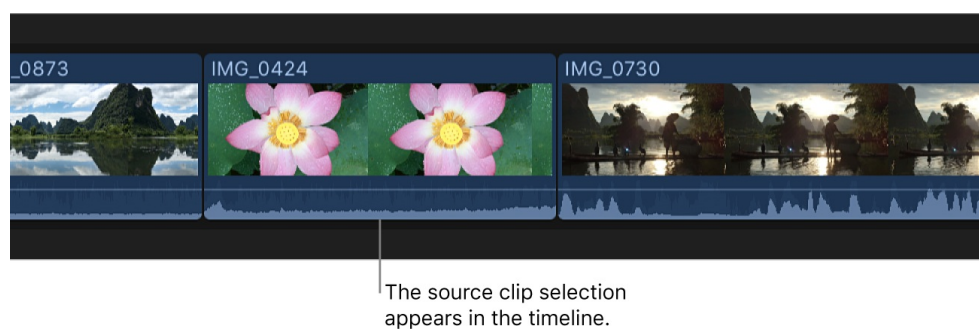 _0873
IMG_0424
IMG_0730
The source clip selection
appears in the timeline.